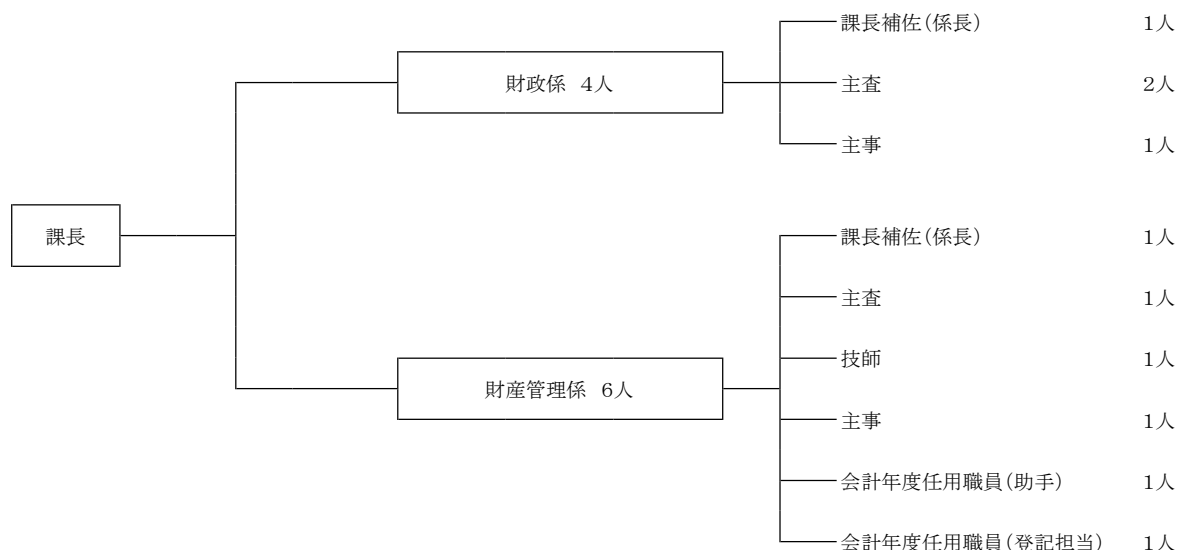 課長補佐(係長) 1人
財政係 4人
主査 2人
主事 1人
課長
課長補佐(係長) 1人
主査 1人
技師 1人
財産管理係 6人
主事 1人
会計年度任用職員(助手) 1人
会計年度任用職員(登記担当) 1人